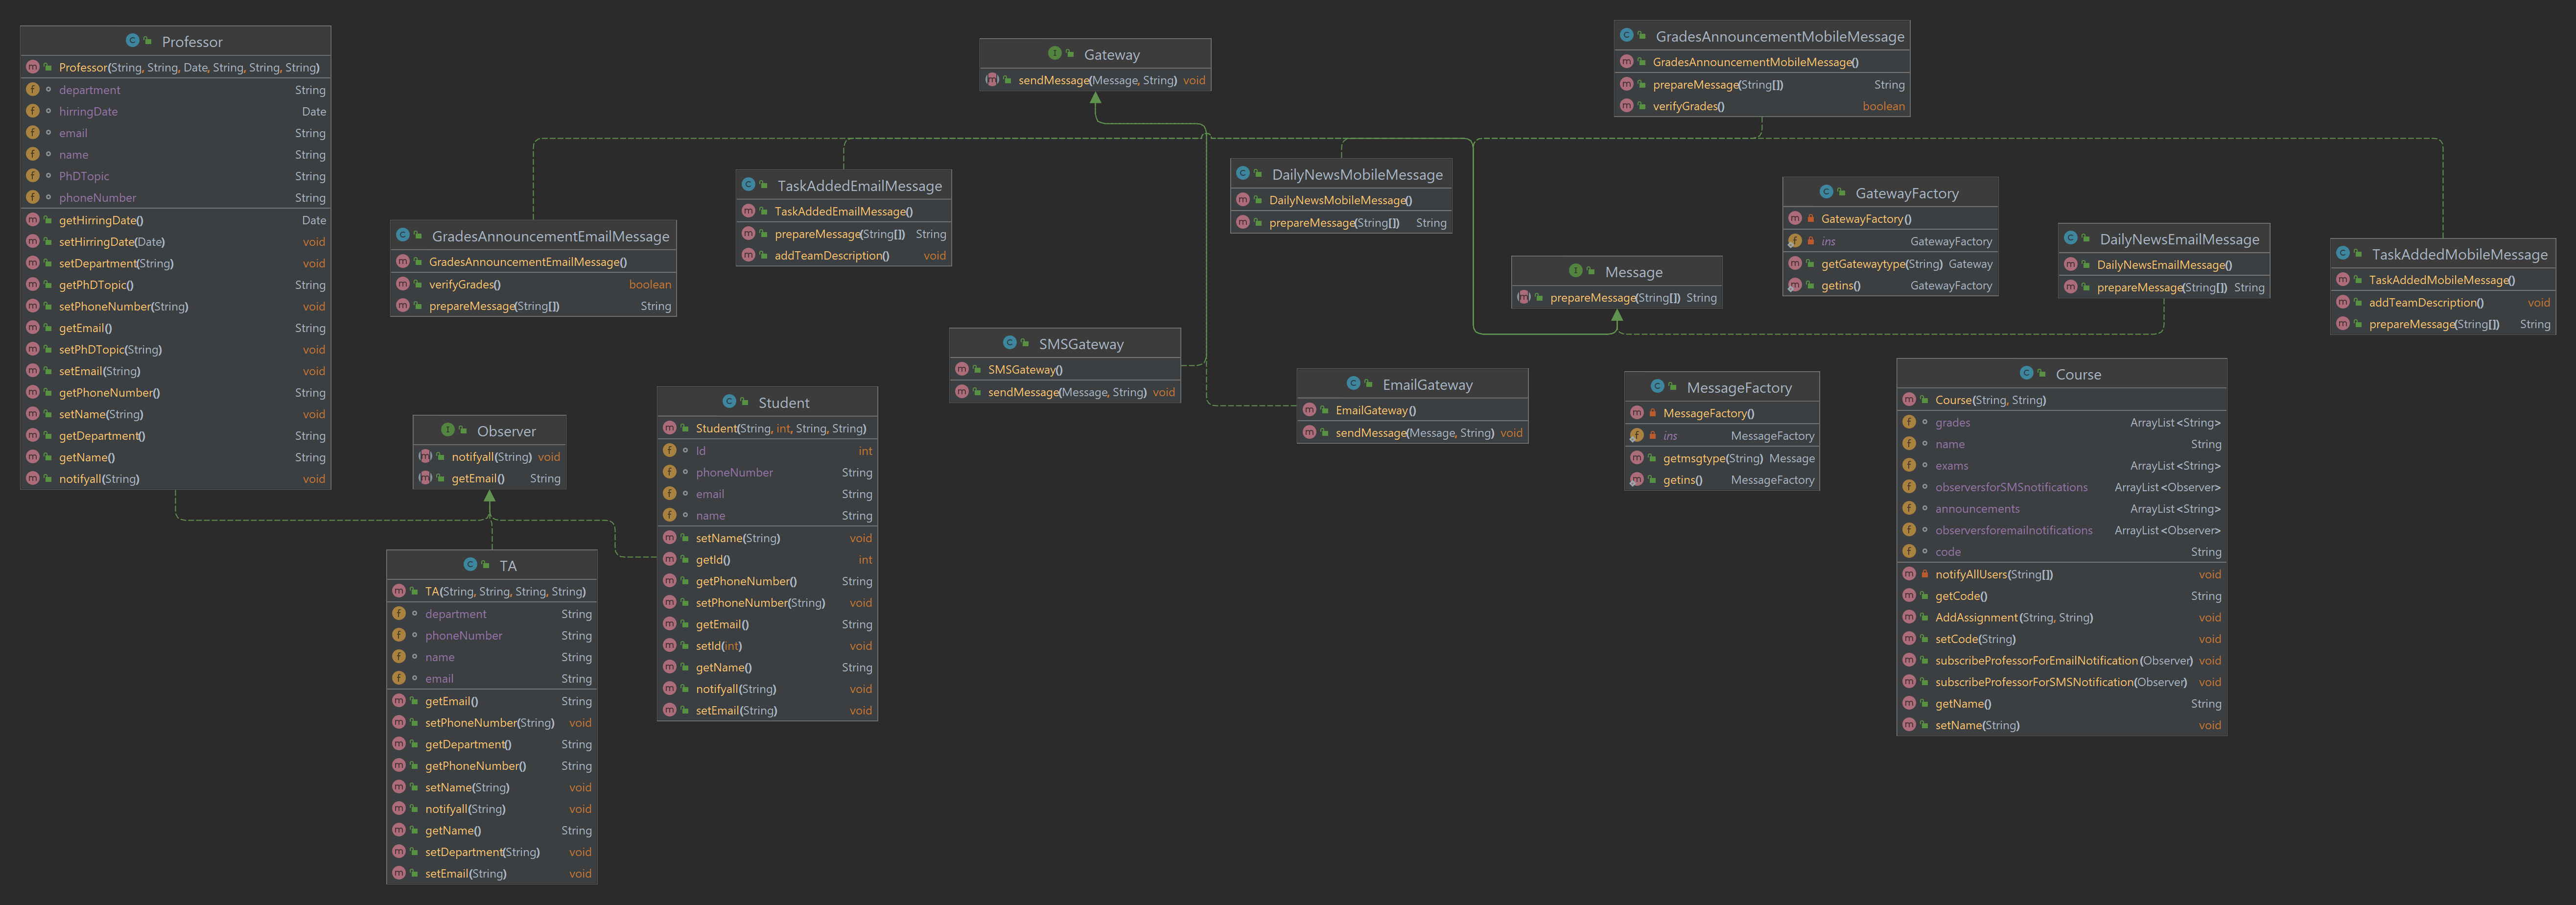 Professor
Professor(String, String, Date, String, String, String)
department String
hirringDate Date
email String
name String
PhDTopic String
phoneNumber String
getHirringDate() Date
setHirringDate(Date) void
setDepartment(String) void
getPhDTopic() String
setPhoneNumber(String) void
getEmail() String
setPhDTopic(String) void
setEmail(String) void
getPhoneNumber() String
setName(String) void
getDepartment() String
getName() String
notifyall(String) void
Gateway
sendMessage(Message, String) void
GradesAnnouncementMobileMessage
GradesAnnouncementMobileMessage()
prepareMessage(String[]) String
verifyGrades() boolean
GradesAnnouncementEmailMessage
GradesAnnouncementEmailMessage()
verifyGrades() boolean
prepareMessage(String[]) String
TaskAddedEmailMessage
TaskAddedEmailMessage()
prepareMessage(String[]) String
addTeamDescription() void
DailyNewsMobileMessage
DailyNewsMobileMessage()
prepareMessage(String[]) String
Message
prepareMessage(String[]) String
GatewayFactory
GatewayFactory()
ins GatewayFactory
getGatewaytype(String) Gateway
getins() GatewayFactory
DailyNewsEmailMessage
DailyNewsEmailMessage()
prepareMessage(String[]) String
TaskAddedMobileMessage
TaskAddedMobileMessage()
addTeamDescription() void
prepareMessage(String[]) String
SMSGateway
SMSGateway()
sendMessage(Message, String) void
EmailGateway
EmailGateway()
sendMessage(Message, String) void
MessageFactory
MessageFactory()
ins MessageFactory
getmsgtype(String) Message
getins() MessageFactory
Course
Course(String, String)
grades ArrayList<String>
name String
exams ArrayList<String>
observersforSMSnotifications ArrayList<Observer>
announcements ArrayList<String>
observersforemailnotifications ArrayList<Observer>
code String
notifyAllUsers(String[]) void
getCode() String
AddAssignment(String, String) void
setCode(String) void
subscribeProfessorForEmailNotification(Observer) void
subscribeProfessorForSMSNotification(Observer) void
getName() String
setName(String) void
Observer
notifyall(String) void
getEmail() String
Student
Student(String, int, String, String)
Id int
phoneNumber String
email String
name String
setName(String) void
getId() int
getPhoneNumber() String
setPhoneNumber(String) void
getEmail() String
setId(int) void
getName() String
notifyall(String) void
setEmail(String) void
TA
TA(String, String, String, String)
department String
phoneNumber String
name String
email String
getEmail() String
setPhoneNumber(String) void
getDepartment() String
getPhoneNumber() String
setName(String) void
notifyall(String) void
getName() String
setDepartment(String) void
setEmail(String) void